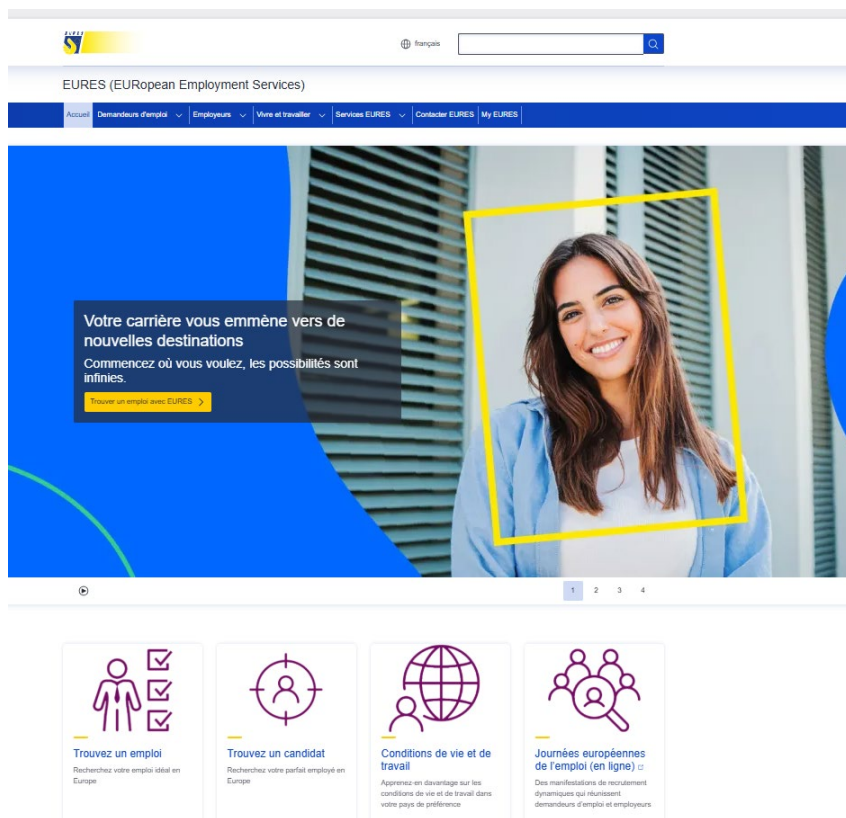 EURES
français
EURES (EURopean Employment Services)
Accueil Demandeurs d'emploi Employeurs Vivre et travailler Services EURES Contacter EURES My EURES
Votre carrière vous emmène vers de
nouvelles destinations
Commencez où vous voulez, les possibilités sont
infinies.
Trouver un emploi avec EURES
1 2 3 4
Trouvez un emploi
Recherchez votre emploi idéal en
Europe
Trouvez un candidat
Recherchez votre parfait employé en
Europe
Conditions de vie et de
travail
Apprenez-en davantage sur les
conditions de vie et de travail dans
votre pays de préférence
Journées européennes
de l'emploi (en ligne)
Des manifestations de recrutement
dynamiques qui réunissent
demandeurs d'emploi et employeurs